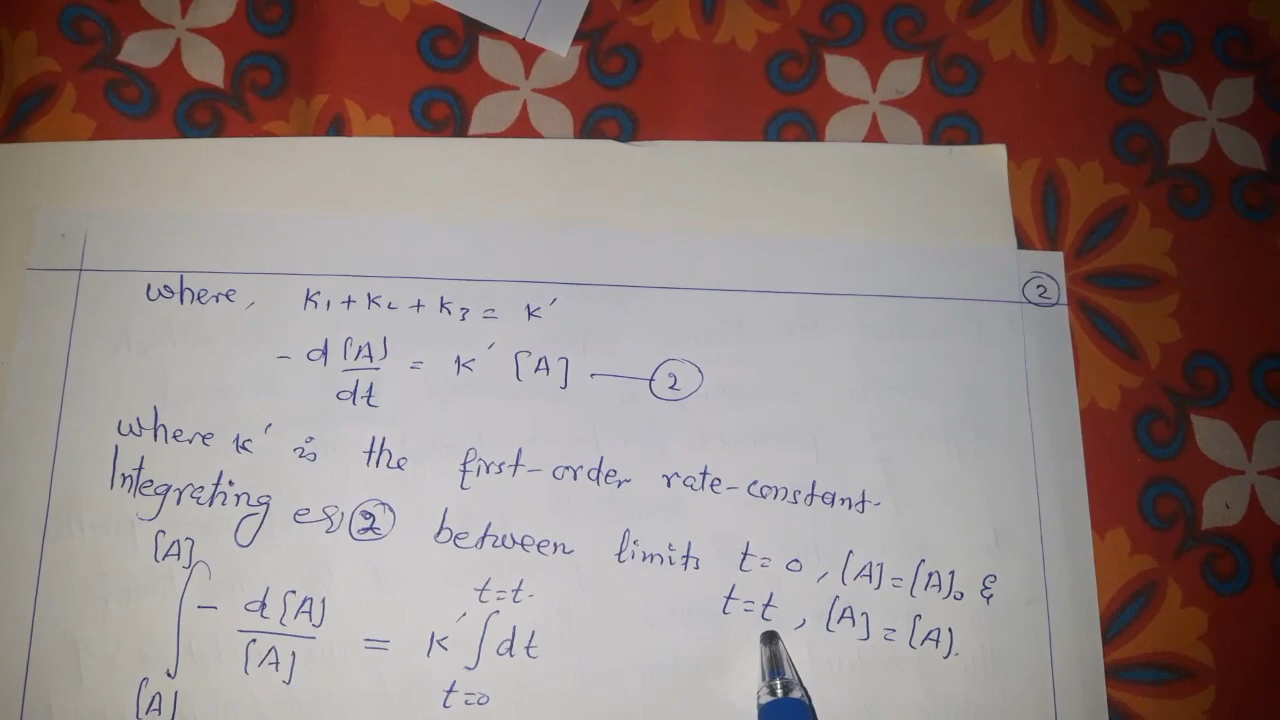 ②
where, K₁ + K₂ + K₃ = K′
- d[A]/dt = K′ [A] —— ②
where K′ is the first-order rate-constant.
Integrating eq ② between limits t=0, [A]=[A]₀ &
t=t, [A]=[A].
[A] t=t.
∫ - d[A]/[A] = K′ ∫ dt
[A] t=0